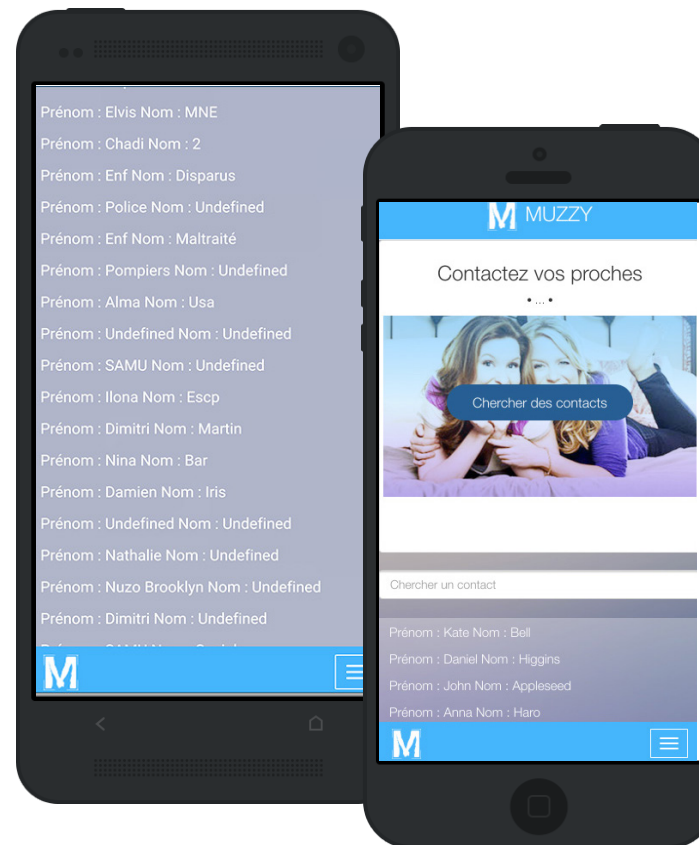 Prénom : Elvis Nom : MNE
Prénom : Chadi Nom : 2
Prénom : Enf Nom : Disparus
Prénom : Police Nom : Undefined
Prénom : Enf Nom : Maltraité
Prénom : Pompiers Nom : Undefined
Prénom : Alma Nom : Usa
Prénom : Undefined Nom : Undefined
Prénom : SAMU Nom : Undefined
Prénom : Ilona Nom : Escp
Prénom : Dimitri Nom : Martin
Prénom : Nina Nom : Bar
Prénom : Damien Nom : Iris
Prénom : Undefined Nom : Undefined
Prénom : Nathalie Nom : Undefined
Prénom : Nuzo Brooklyn Nom : Undefined
Prénom : Dimitri Nom : Undefined
M
M MUZZY
Contactez vos proches
• ... •
Chercher des contacts
Chercher un contact
Prénom : Kate Nom : Bell
Prénom : Daniel Nom : Higgins
Prénom : John Nom : Appleseed
Prénom : Anna Nom : Haro
M